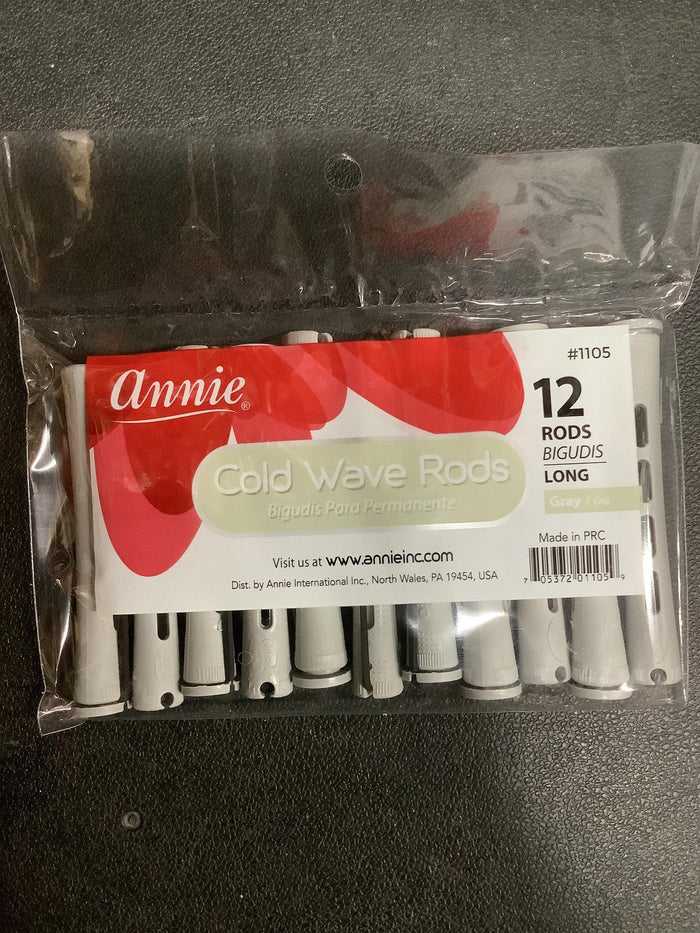 annie®
#1105
12
RODS
BIGUDIS
LONG
Gray / Gris
Cold Wave Rods
Bigudis Para Permanente
Made in PRC
Visit us at www.annieinc.com
Dist. by Annie International Inc., North Wales, PA 19454, USA
7 05372 01105 9